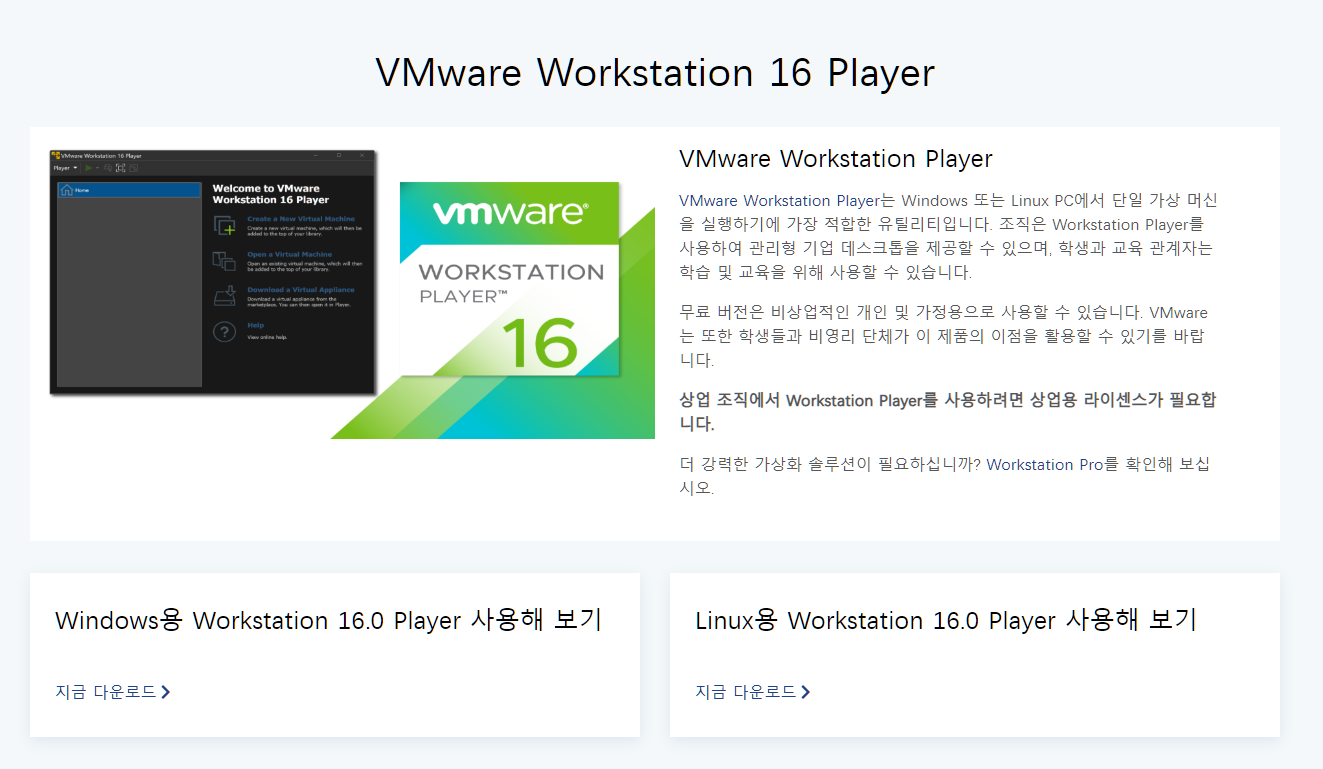 VMware Workstation 16 Player
VMware Workstation 16 Player
Player
Home
Welcome to VMware
Workstation 16 Player
Create a New Virtual Machine
Create a new virtual machine, which will then be
added to the top of your library.
Open a Virtual Machine
Open an existing virtual machine, which will then
be added to the top of your library.
Download a Virtual Appliance
Download a virtual appliance from the
marketplace. You can then open it in Player.
Help
View online help.
vmware®
WORKSTATION
PLAYER™
16
VMware Workstation Player
VMware Workstation Player는 Windows 또는 Linux PC에서 단일 가상 머신
을 실행하기에 가장 적합한 유틸리티입니다. 조직은 Workstation Player를
사용하여 관리형 기업 데스크톱을 제공할 수 있으며, 학생과 교육 관계자는
학습 및 교육을 위해 사용할 수 있습니다.
무료 버전은 비상업적인 개인 및 가정용으로 사용할 수 있습니다. VMware
는 또한 학생들과 비영리 단체가 이 제품의 이점을 활용할 수 있기를 바랍
니다.
상업 조직에서 Workstation Player를 사용하려면 상업용 라이센스가 필요합
니다.
더 강력한 가상화 솔루션이 필요하십니까? Workstation Pro를 확인해 보십
시오.
Windows용 Workstation 16.0 Player 사용해 보기
지금 다운로드
Linux용 Workstation 16.0 Player 사용해 보기
지금 다운로드